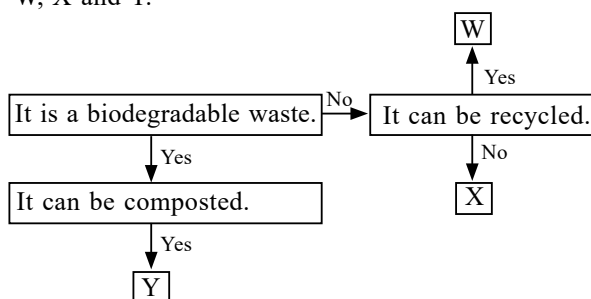 W, X and Y.
W
Yes
It is a biodegradable waste.
No
It can be recycled.
Yes
No
It can be composted.
X
Yes
Y